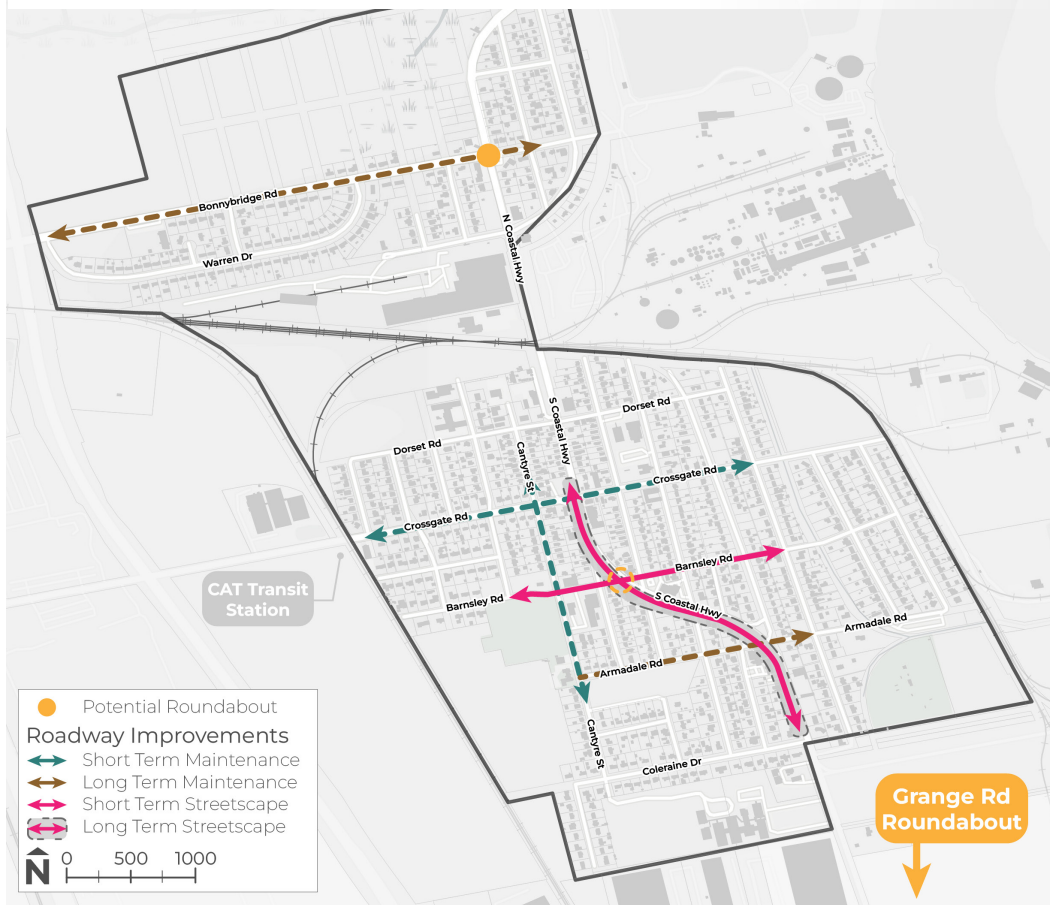 Bonnybridge Rd
Warren Dr
N Coastal Hwy
S Coastal Hwy
Dorset Rd
Dorset Rd
Cantyre St
Crossgate Rd
Crossgate Rd
Barnsley Rd
Barnsley Rd
CAT Transit
Station
S Coastal Hwy
Armadale Rd
Armadale Rd
Cantyre St
Coleraine Dr
Potential Roundabout
Roadway Improvements
Short Term Maintenance
Long Term Maintenance
Short Term Streetscape
Long Term Streetscape
N
0 500 1000
Grange Rd
Roundabout